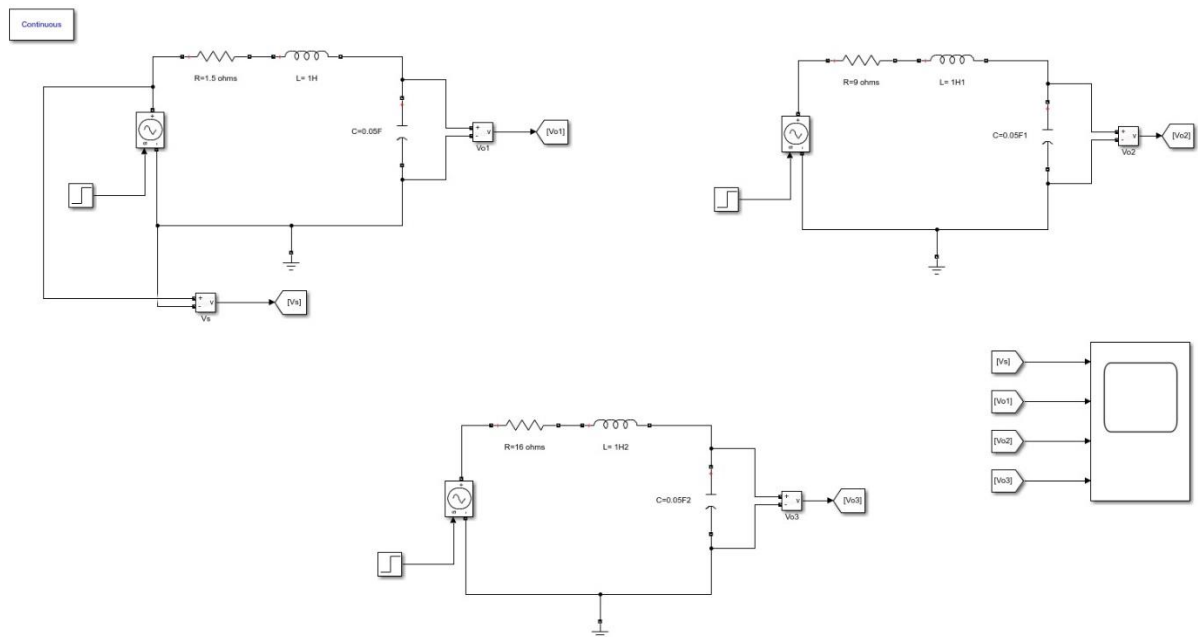 Continuous
R=1.5 ohms
L= 1H
C=0.05F
+
-
v
Vo1
[Vo1]
+
-
s
+
-
v
Vs
[Vs]
R=9 ohms
L= 1H1
C=0.05F1
+
-
v
Vo2
[Vo2]
+
-
s
R=16 ohms
L= 1H2
C=0.05F2
+
-
v
Vo3
[Vo3]
+
-
s
[Vs]
[Vo1]
[Vo2]
[Vo3]